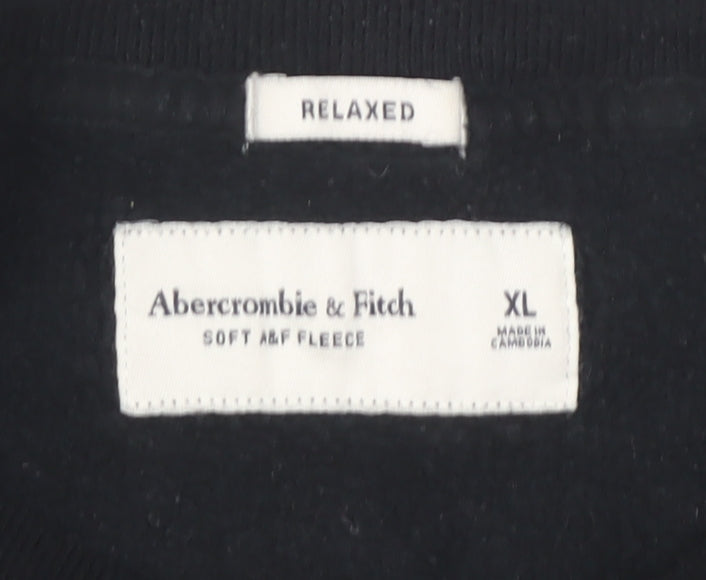 RELAXED
Abercrombie & Fitch
SOFT A&F FLEECE
XL
MADE IN
CAMBODIA